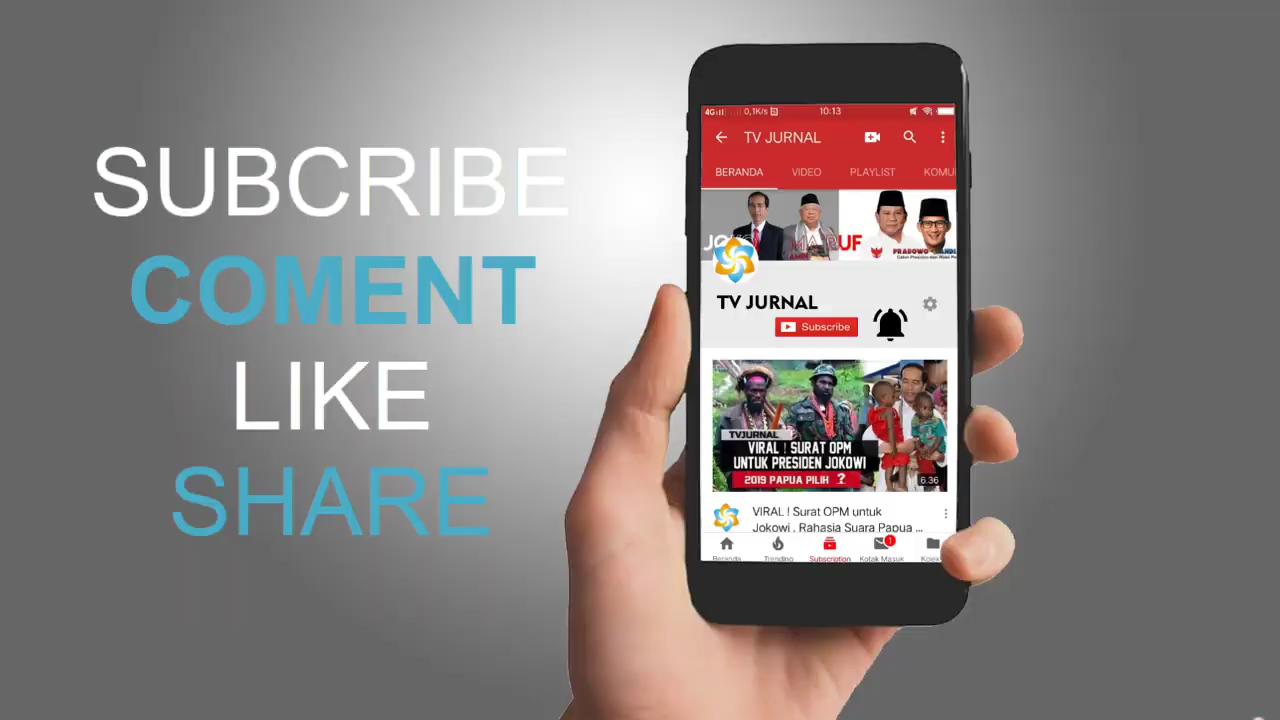 SUBCRIBE
COMENT
LIKE
SHARE
4G 0,1K/s 10:13
TV JURNAL
BERANDA VIDEO PLAYLIST KOMU
PRABOWO
TV JURNAL
Subscribe
TVJURNAL
VIRAL ! SURAT OPM
UNTUK PRESIDEN JOKOWI
2019 PAPUA PILIH ?
6.36
VIRAL ! Surat OPM untuk
Jokowi , Rahasia Suara Papua ...
1
Beranda Trending Subscription Kotak Masuk